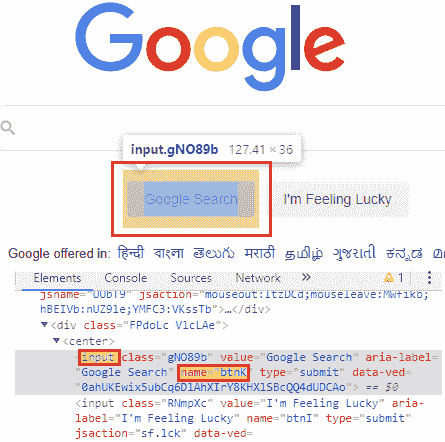 Google
input.gNO89b 127.41 × 36
Google Search I'm Feeling Lucky
Google offered in: हिन्दी বাংলা తెలుగు मराठी தமிழ் ગુજરાતી ಕನ್ನಡ
Elements Console Sources Network » 1
jsname="UUbT9" jsaction="mouseout:ItzDCd;mouseleave:MWfikb;
hBEIVb:nUZ9le;YMFC3:VKssTb">…</div>
▼<div class="FPdoLc VlcLAe">
▼<center>
<input class="gNO89b" value="Google Search" aria-label=
"Google Search" name="btnK" type="submit" data-ved=
"0ahUKEwix5ubCq6DlAhXIrY8KHXlSBcQQ4dUDCAo"> == $0
<input class="RNmpXc" value="I'm Feeling Lucky" aria-
label="I'm Feeling Lucky" name="btnI" type="submit"
jsaction="sf.lck" data-ved=